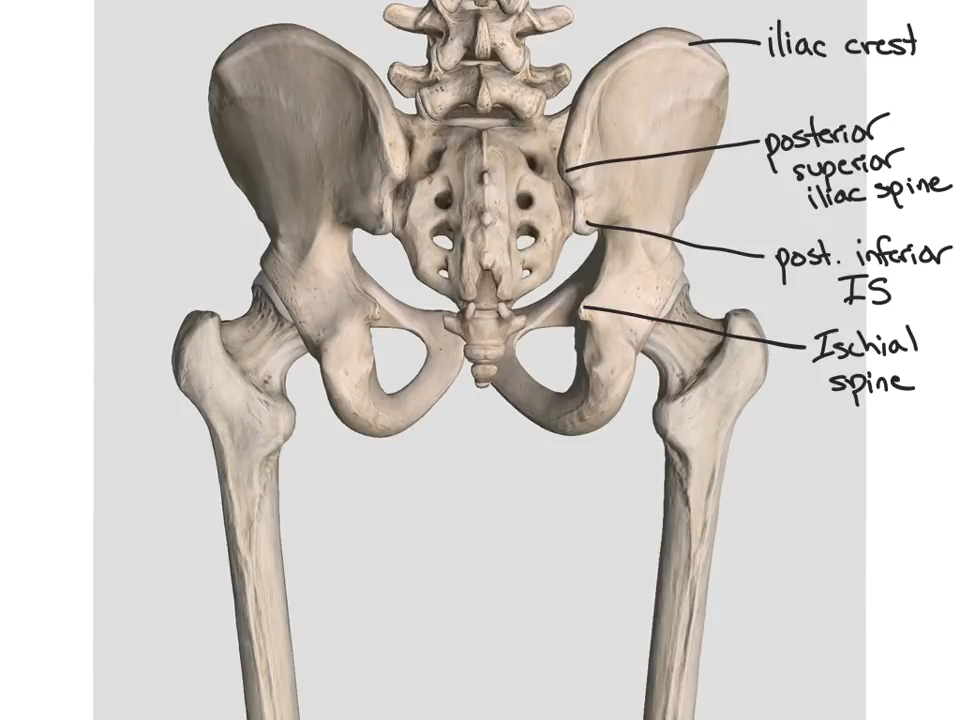 iliac crest
posterior
superior
iliac spine
post. inferior
IS
Ischial
spine